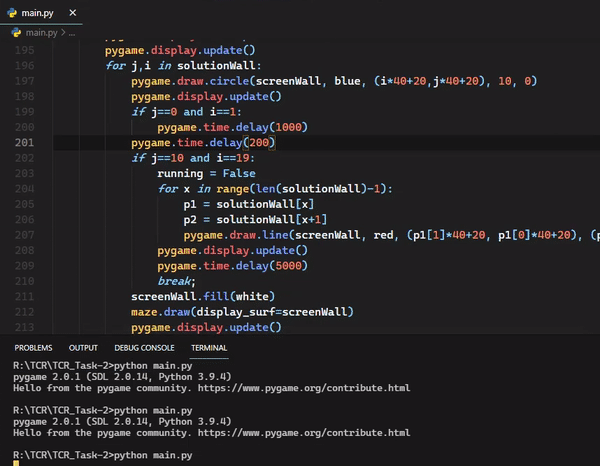 main.py ×
main.py > ...
195 pygame.display.update()
196 for j,i in solutionWall:
197 pygame.draw.circle(screenWall, blue, (i*40+20,j*40+20), 10, 0)
198 pygame.display.update()
199 if j==0 and i==1:
200 pygame.time.delay(1000)
201 pygame.time.delay(200)
202 if j==10 and i==19:
203 running = False
204 for x in range(len(solutionWall)-1):
205 p1 = solutionWall[x]
206 p2 = solutionWall[x+1]
207 pygame.draw.line(screenWall, red, (p1[1]*40+20, p1[0]*40+20), (p
208 pygame.display.update()
209 pygame.time.delay(5000)
210 break;
211 screenWall.fill(white)
212 maze.draw(display_surf=screenWall)
213 pygame.display.update()
PROBLEMS OUTPUT DEBUG CONSOLE TERMINAL
R:\TCR\TCR_Task-2>python main.py
pygame 2.0.1 (SDL 2.0.14, Python 3.9.4)
Hello from the pygame community. https://www.pygame.org/contribute.html
R:\TCR\TCR_Task-2>python main.py
pygame 2.0.1 (SDL 2.0.14, Python 3.9.4)
Hello from the pygame community. https://www.pygame.org/contribute.html
R:\TCR\TCR_Task-2>python main.py